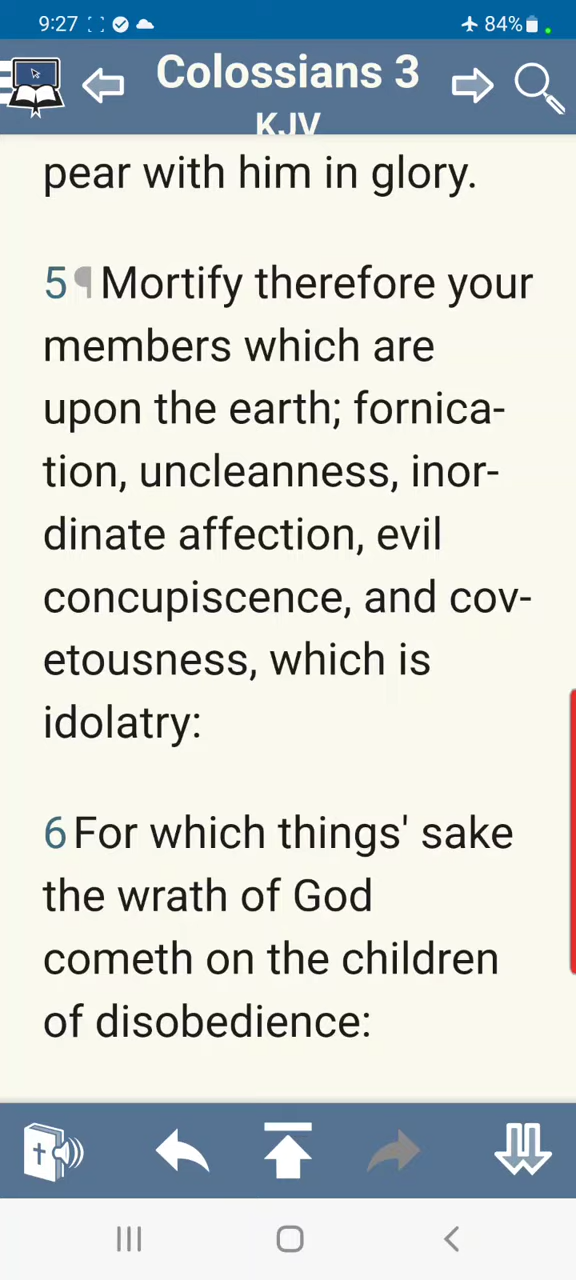 9:27 84%
Colossians 3
KJV
pear with him in glory.
5 ¶ Mortify therefore your
members which are
upon the earth; fornica-
tion, uncleanness, inor-
dinate affection, evil
concupiscence, and cov-
etousness, which is
idolatry:
6 For which things' sake
the wrath of God
cometh on the children
of disobedience: